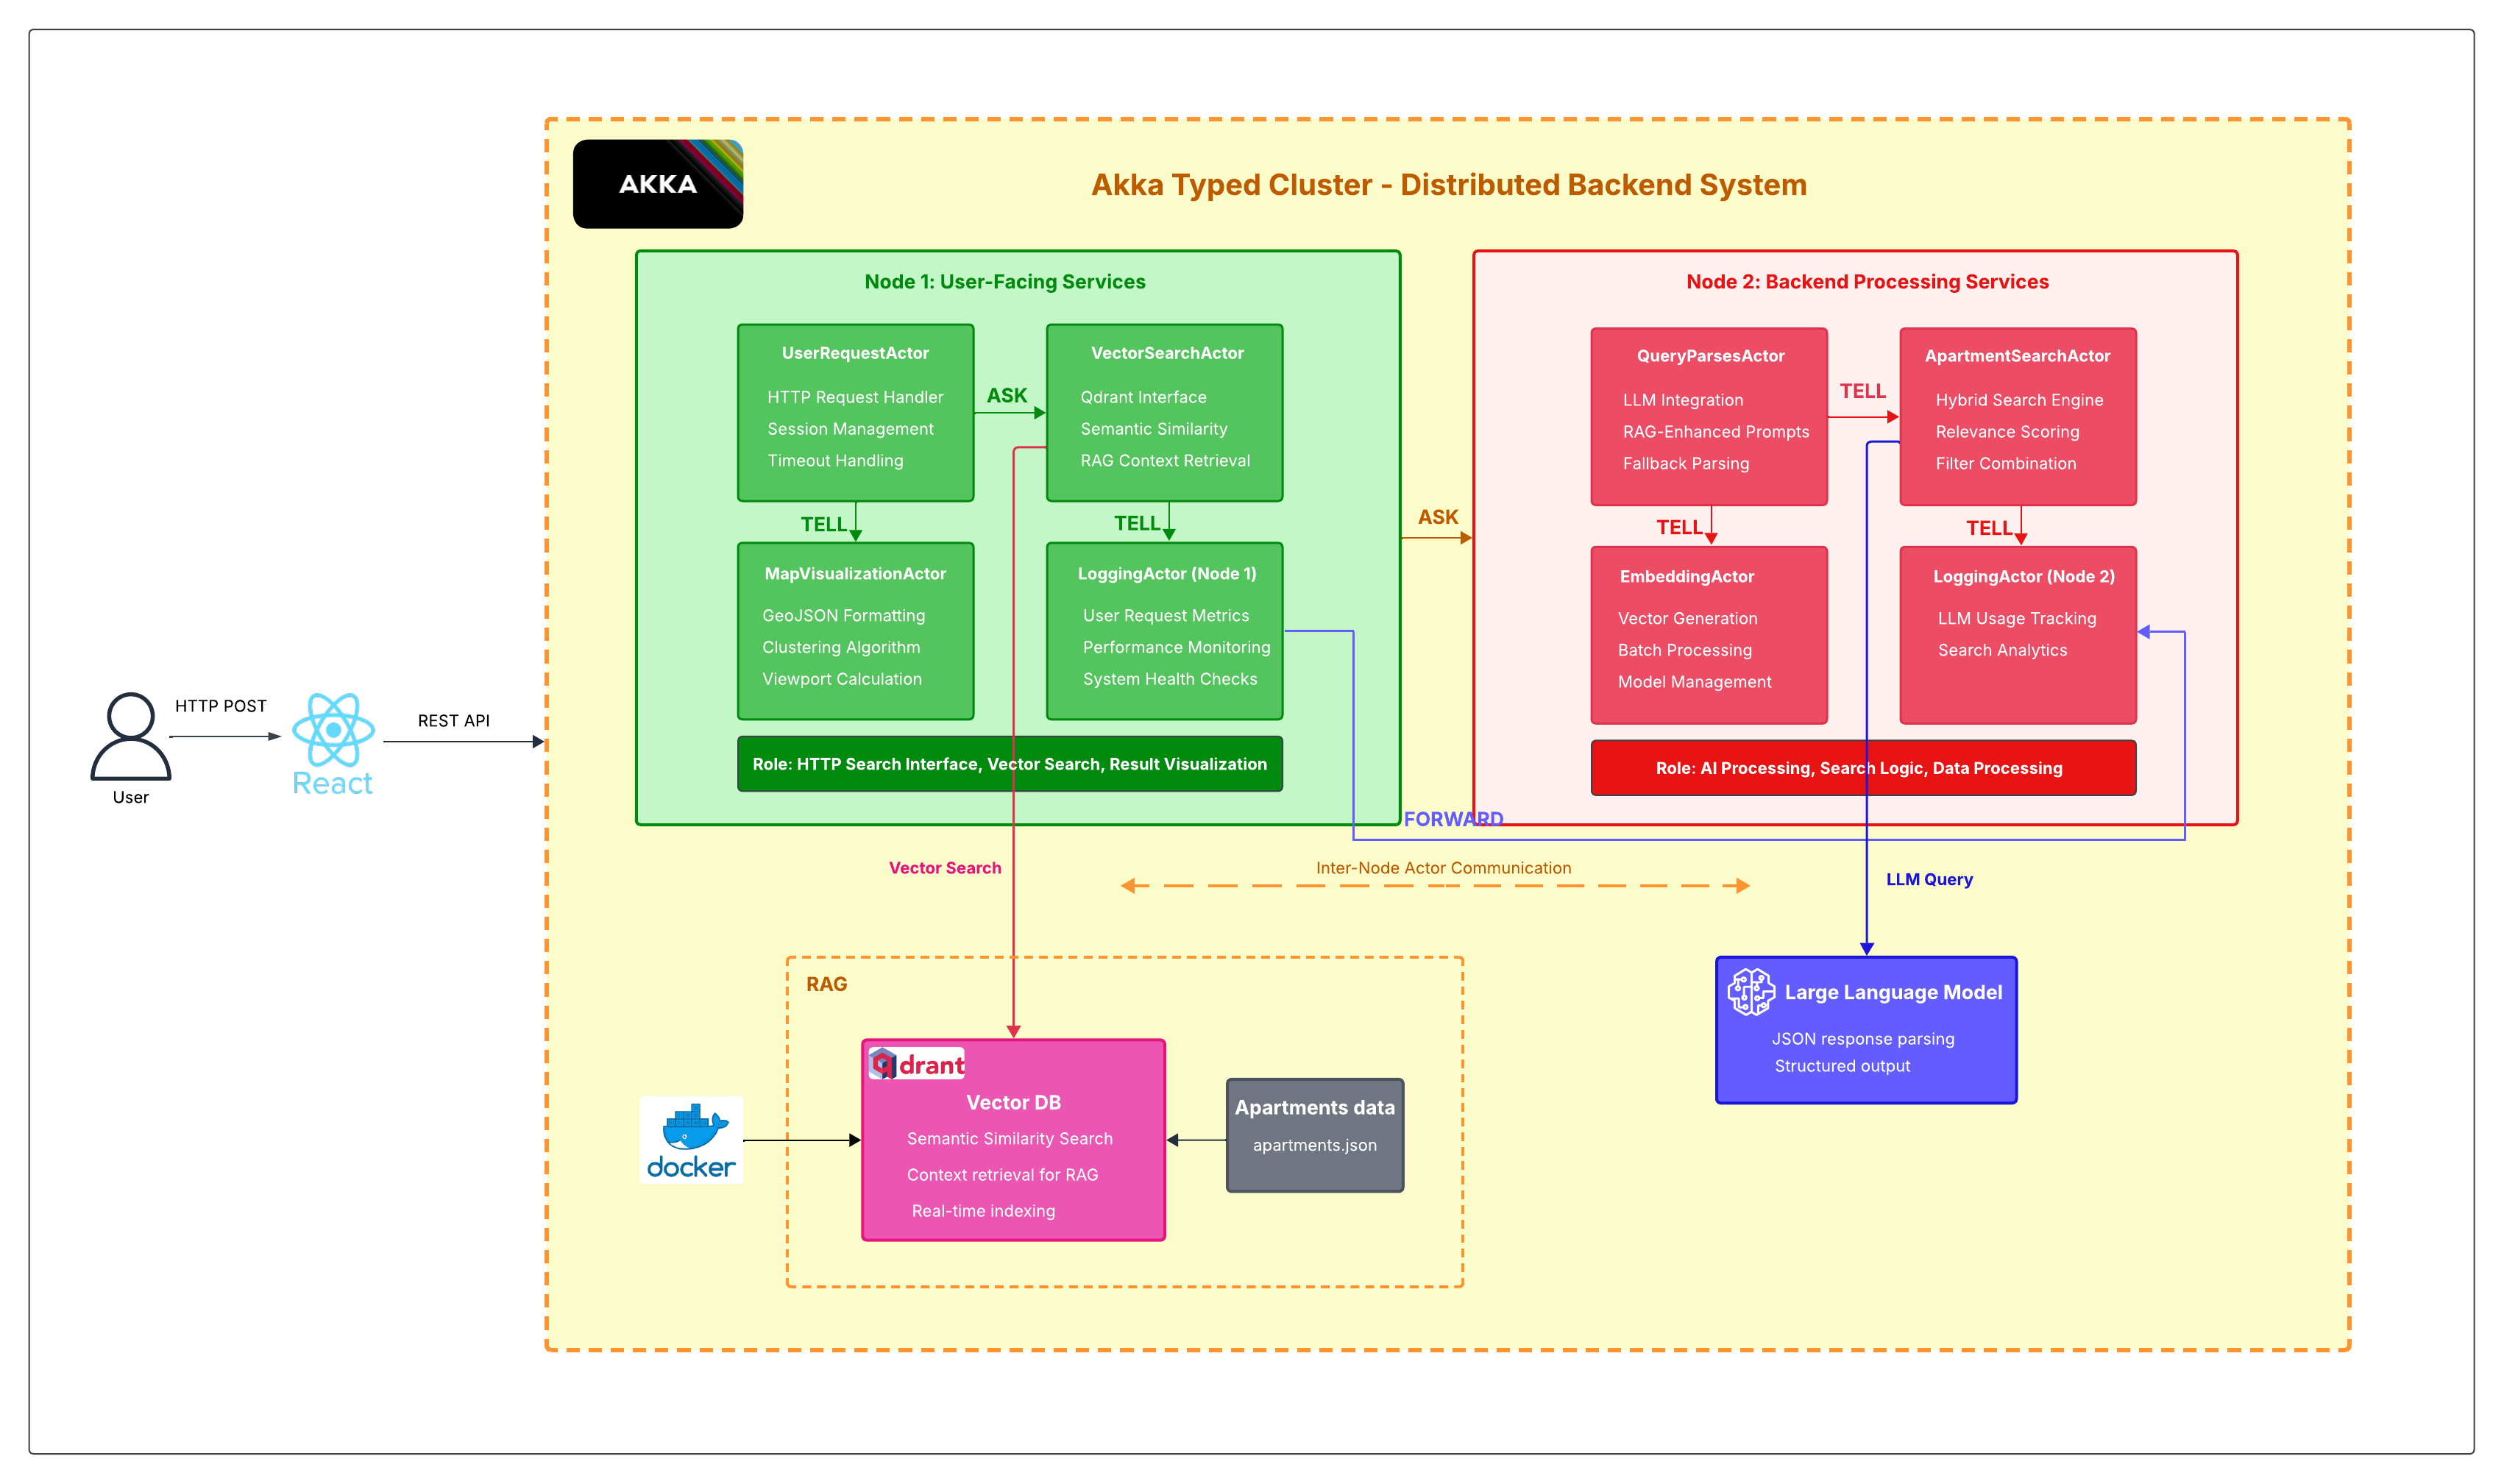 AKKA
Akka Typed Cluster - Distributed Backend System
Node 1: User-Facing Services
UserRequestActor
HTTP Request Handler
Session Management
Timeout Handling
ASK
VectorSearchActor
Qdrant Interface
Semantic Similarity
RAG Context Retrieval
TELL
TELL
MapVisualizationActor
GeoJSON Formatting
Clustering Algorithm
Viewport Calculation
LoggingActor (Node 1)
User Request Metrics
Performance Monitoring
System Health Checks
Role: HTTP Search Interface, Vector Search, Result Visualization
ASK
Node 2: Backend Processing Services
QueryParsesActor
LLM Integration
RAG-Enhanced Prompts
Fallback Parsing
TELL
ApartmentSearchActor
Hybrid Search Engine
Relevance Scoring
Filter Combination
TELL
TELL
EmbeddingActor
Vector Generation
Batch Processing
Model Management
LoggingActor (Node 2)
LLM Usage Tracking
Search Analytics
Role: AI Processing, Search Logic, Data Processing
HTTP POST
User
React
REST API
FORWARD
Vector Search
Inter-Node Actor Communication
LLM Query
RAG
qdrant
Vector DB
Semantic Similarity Search
Context retrieval for RAG
Real-time indexing
docker
Apartments data
apartments.json
Large Language Model
JSON response parsing
Structured output